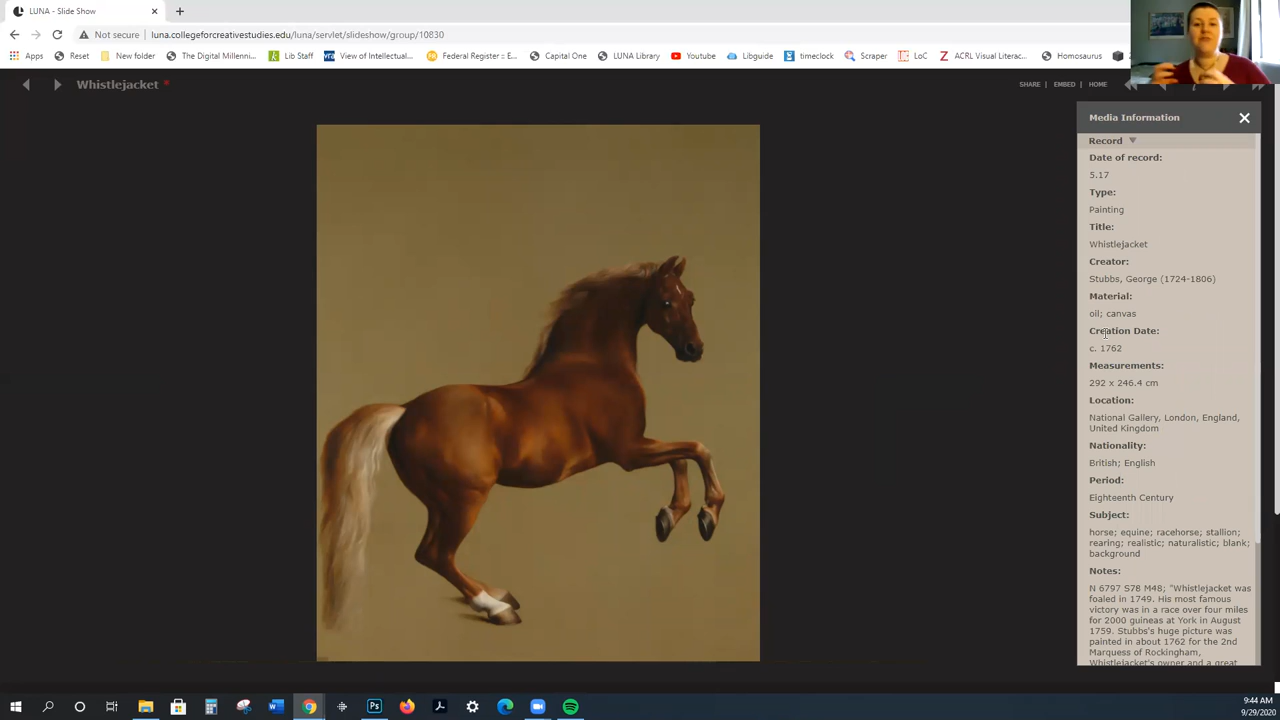 LUNA - Slide Show
Not secure | luna.collegeforcreativestudies.edu/luna/servlet/slideshow/group/10830
Apps Reset New folder The Digital Millenni... Lib Staff View of Intellectual... Federal Register :: E... Capital One LUNA Library Youtube Libguide timeclock Scraper LoC ACRL Visual Literac... Homosaurus
Whistlejacket *
SHARE | EMBED | HOME
Media Information
Record
Date of record:
5.17
Type:
Painting
Title:
Whistlejacket
Creator:
Stubbs, George (1724-1806)
Material:
oil; canvas
Creation Date:
c. 1762
Measurements:
292 x 246.4 cm
Location:
National Gallery, London, England,
United Kingdom
Nationality:
British; English
Period:
Eighteenth Century
Subject:
horse; equine; racehorse; stallion;
rearing; realistic; naturalistic; blank;
background
Notes:
N 6797 S78 M48; "Whistlejacket was
foaled in 1749. His most famous
victory was in a race over four miles
for 2000 guineas at York in August
1759. Stubbs's huge picture was
painted in about 1762 for the 2nd
Marquess of Rockingham,
Whistlejacket's owner and a great
9:44 AM
9/29/2020